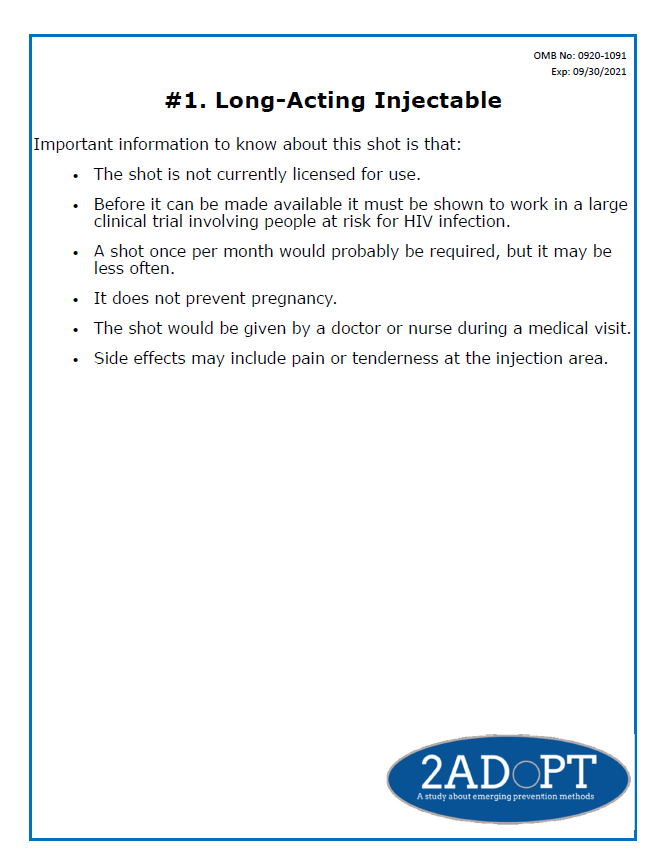 OMB No: 0920-1091
Exp: 09/30/2021
#1. Long-Acting Injectable
Important information to know about this shot is that:
• The shot is not currently licensed for use.
• Before it can be made available it must be shown to work in a large
clinical trial involving people at risk for HIV infection.
• A shot once per month would probably be required, but it may be
less often.
• It does not prevent pregnancy.
• The shot would be given by a doctor or nurse during a medical visit.
• Side effects may include pain or tenderness at the injection area.
2ADOPT
A study about emerging prevention methods